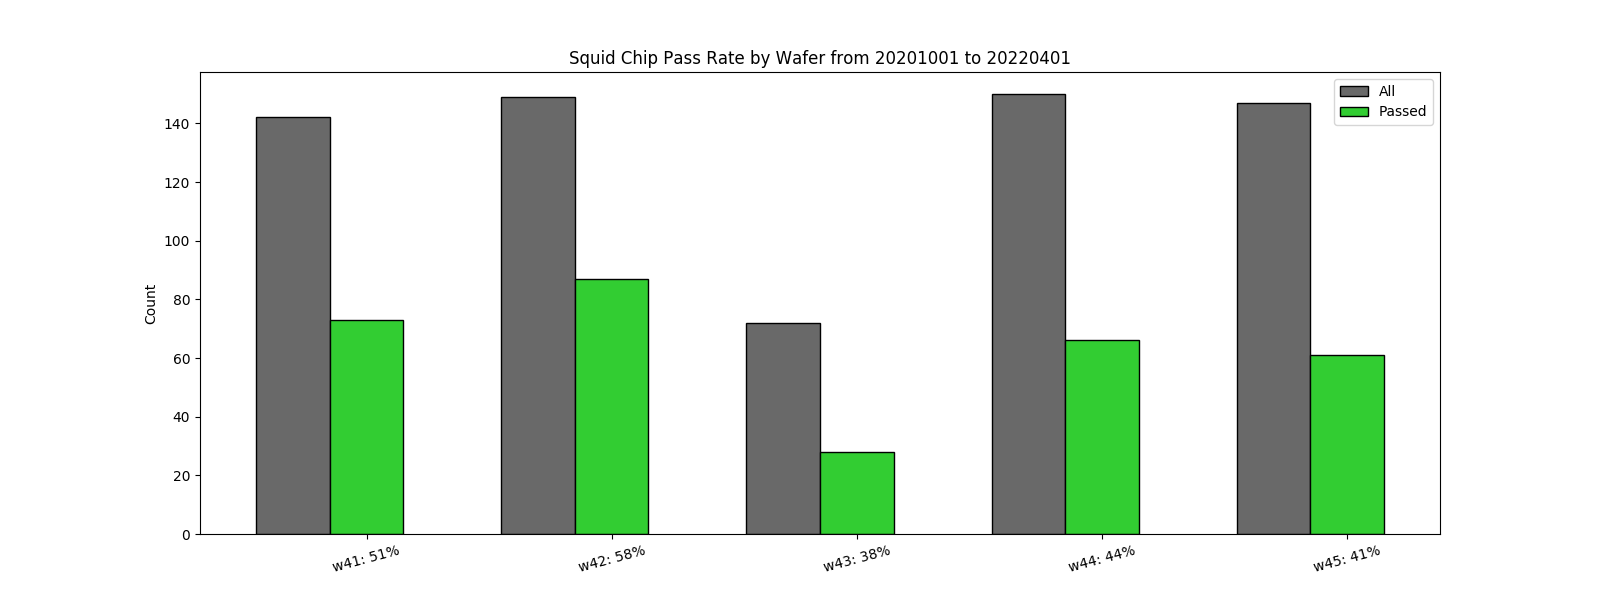 Squid Chip Pass Rate by Wafer from 20201001 to 20220401
All
Passed
Count
140
120
100
80
60
40
20
0
w41: 51%
w42: 58%
w43: 38%
w44: 44%
w45: 41%